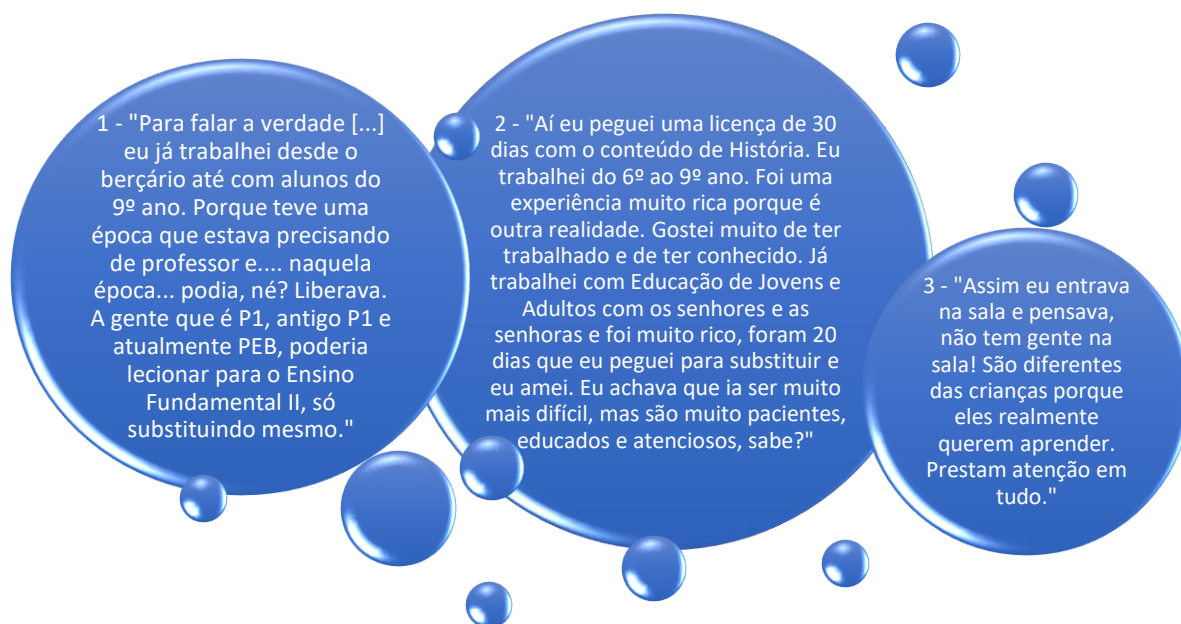 1 - "Para falar a verdade [...]
eu já trabalhei desde o
berçário até com alunos do
9º ano. Porque teve uma
época que estava precisando
de professor e.... naquela
época... podia, né? Liberava.
A gente que é P1, antigo P1 e
atualmente PEB, poderia
lecionar para o Ensino
Fundamental II, só
substituindo mesmo."
2 - "Aí eu peguei uma licença de 30
dias com o conteúdo de História. Eu
trabalhei do 6º ao 9º ano. Foi uma
experiência muito rica porque é
outra realidade. Gostei muito de ter
trabalhado e de ter conhecido. Já
trabalhei com Educação de Jovens e
Adultos com os senhores e as
senhoras e foi muito rico, foram 20
dias que eu peguei para substituir e
eu amei. Eu achava que ia ser muito
mais difícil, mas são muito pacientes,
educados e atenciosos, sabe?"
3 - "Assim eu entrava
na sala e pensava,
não tem gente na
sala! São diferentes
das crianças porque
eles realmente
querem aprender.
Prestam atenção em
tudo."